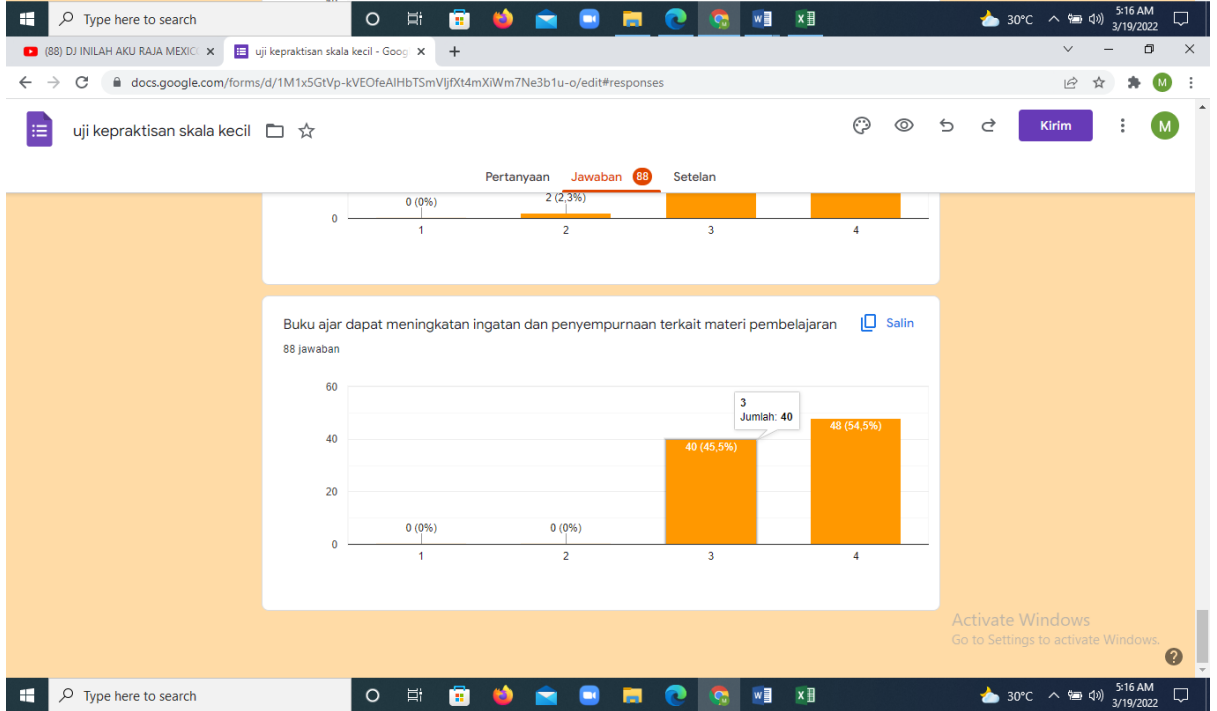 Type here to search
30°C
5:16 AM
3/19/2022
(88) DJ INILAH AKU RAJA MEXIC
uji kepraktisan skala kecil - Goog
docs.google.com/forms/d/1M1x5GtVp-kVEOfeAIHbTSmVIjfXt4mXiWm7Ne3b1u-o/edit#responses
M
uji kepraktisan skala kecil
Kirim
M
Pertanyaan Jawaban 88 Setelan
0 (0%) 2 (2,3%)
0
1 2 3 4
Buku ajar dapat meningkatan ingatan dan penyempurnaan terkait materi pembelajaran
Salin
88 jawaban
60
3
Jumlah: 40
48 (54,5%)
40
40 (45,5%)
20
0 (0%) 0 (0%)
0
1 2 3 4
Activate Windows
Go to Settings to activate Windows.
Type here to search
30°C
5:16 AM
3/19/2022